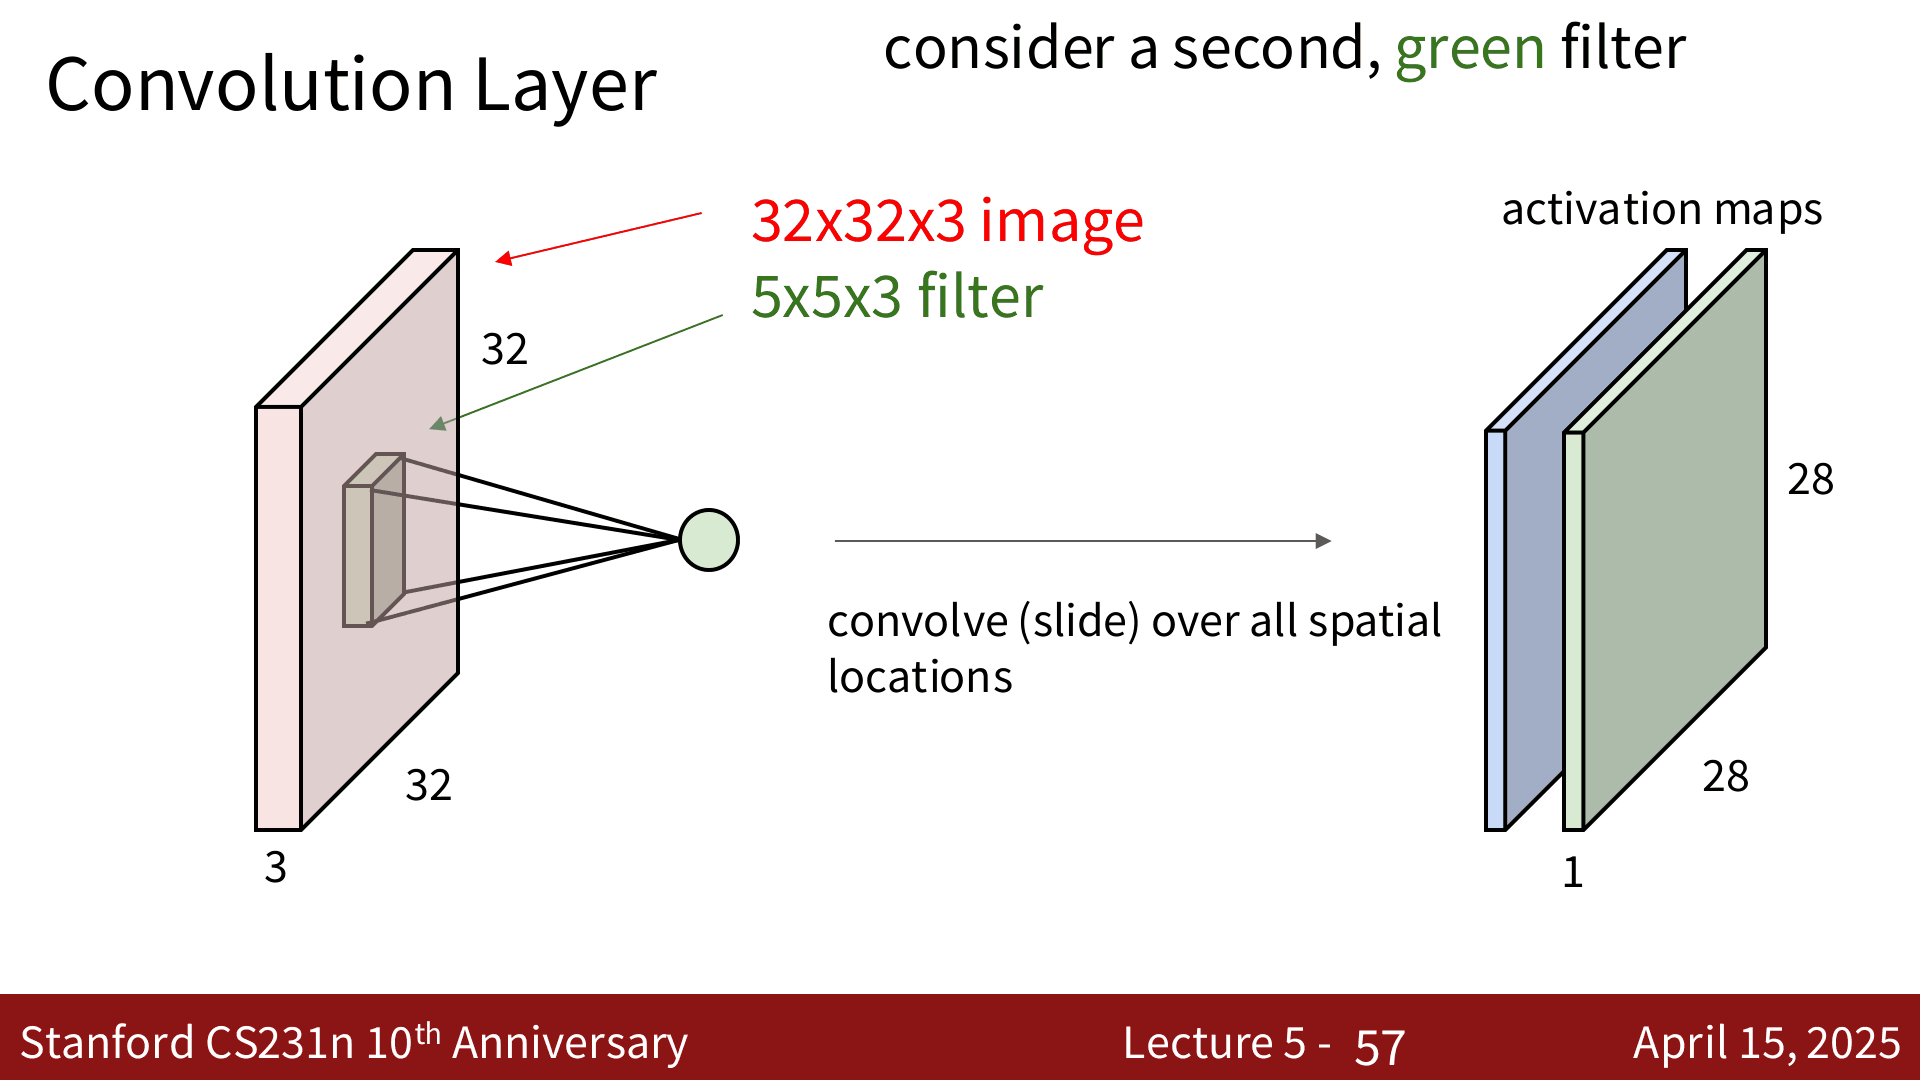 Convolution Layer
consider a second, green filter
32x32x3 image
5x5x3 filter
activation maps
32
32
3
convolve (slide) over all spatial
locations
28
28
1
Stanford CS231n 10th Anniversary
Lecture 5 - 57
April 15, 2025